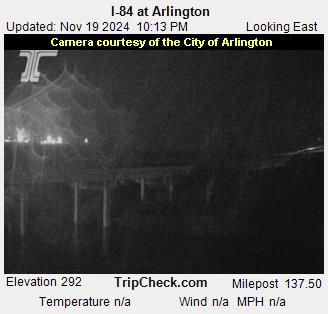 I-84 at Arlington
Updated: Nov 19 2024 10:13 PM Looking East
Camera courtesy of the City of Arlington
Elevation 292 TripCheck.com Milepost 137.50
Temperature n/a Wind n/a MPH n/a